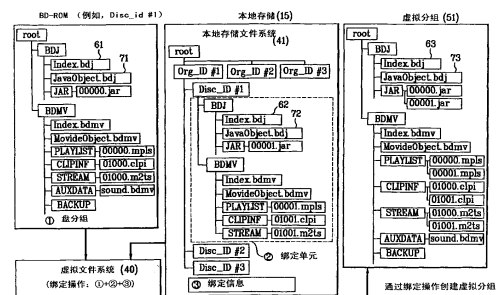 BD-ROM (例如，Disc_id #1)
root
61
BDJ
71
Index.bdj
JavaObject.bdj
JAR
00000.jar
BDMV
Index.bdmv
MovideObject.bdmv
PLAYLIST
00000.mpls
CLIPINF
01000.clpi
STREAM
01000.m2ts
AUXDATA
sound.bdmv
BACKUP
① 盘分组
虚拟文件系统 (40)
(绑定操作: ①+②+③)
本地存储(15)
本地存储文件系统
(41)
root
Org_ID #1
Org_ID #2
Org_ID #3
Disc_ID #1
BDJ
62
Index.bdj
72
JavaObject.bdj
JAR
00001.jar
BDMV
Index.bdmv
MovideObject.bdmv
PLAYLIST
00001.mpls
CLIPINF
01001.clpi
STREAM
01001.m2ts
Disc_ID #2
② 绑定单元
Disc_ID #3
③ 绑定信息
虚拟分组 (51)
root
63
BDJ
73
Index.bdj
JavaObject.bdj
JAR
00000.jar
00001.jar
BDMV
Index.bdmv
MovideObject.bdmv
PLAYLIST
00000.mpls
00001.mpls
CLIPINF
01000.clpi
01001.clpi
STREAM
01000.m2ts
01001.m2ts
AUXDATA
sound.bdmv
BACKUP
通过绑定操作创建虚拟分组